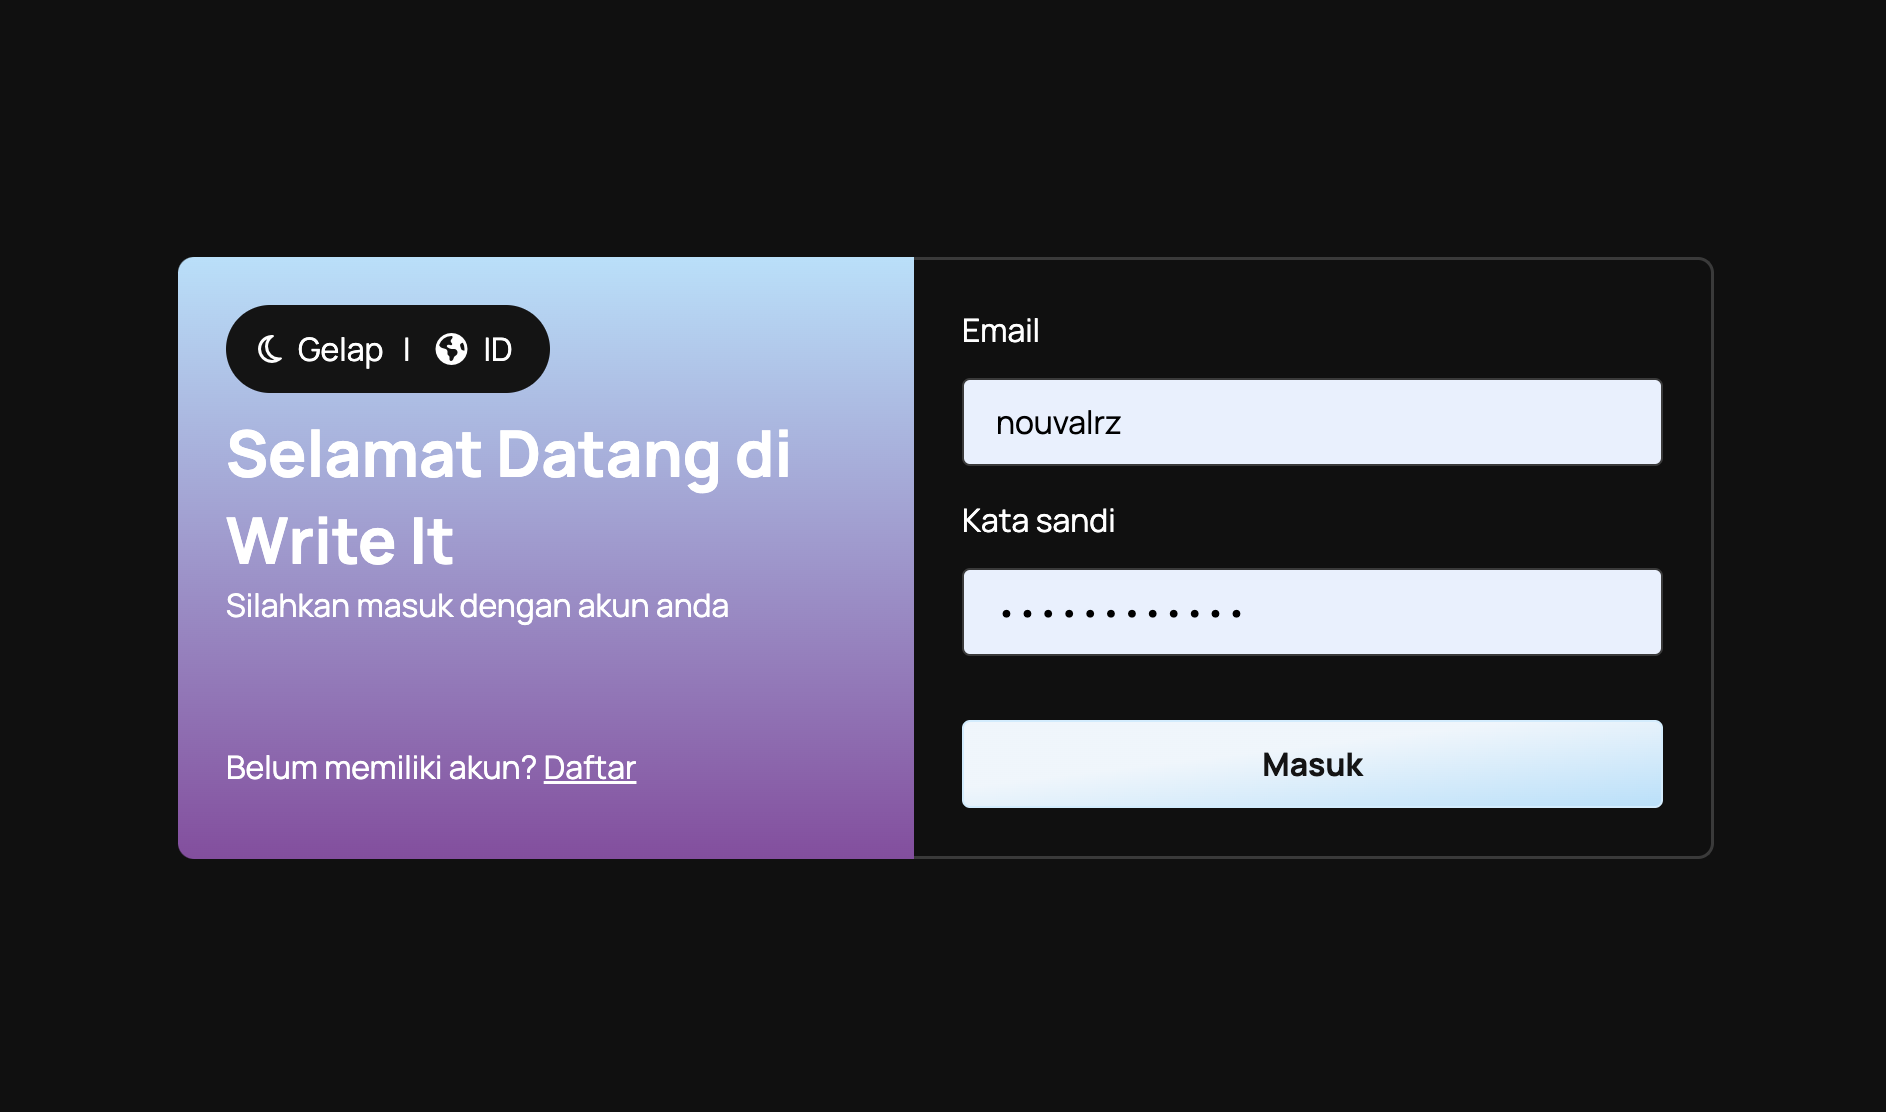 Gelap | ID
Selamat Datang di
Write It
Silahkan masuk dengan akun anda
Belum memiliki akun? Daftar
Email
nouvalrz
Kata sandi
••••••••••••
Masuk